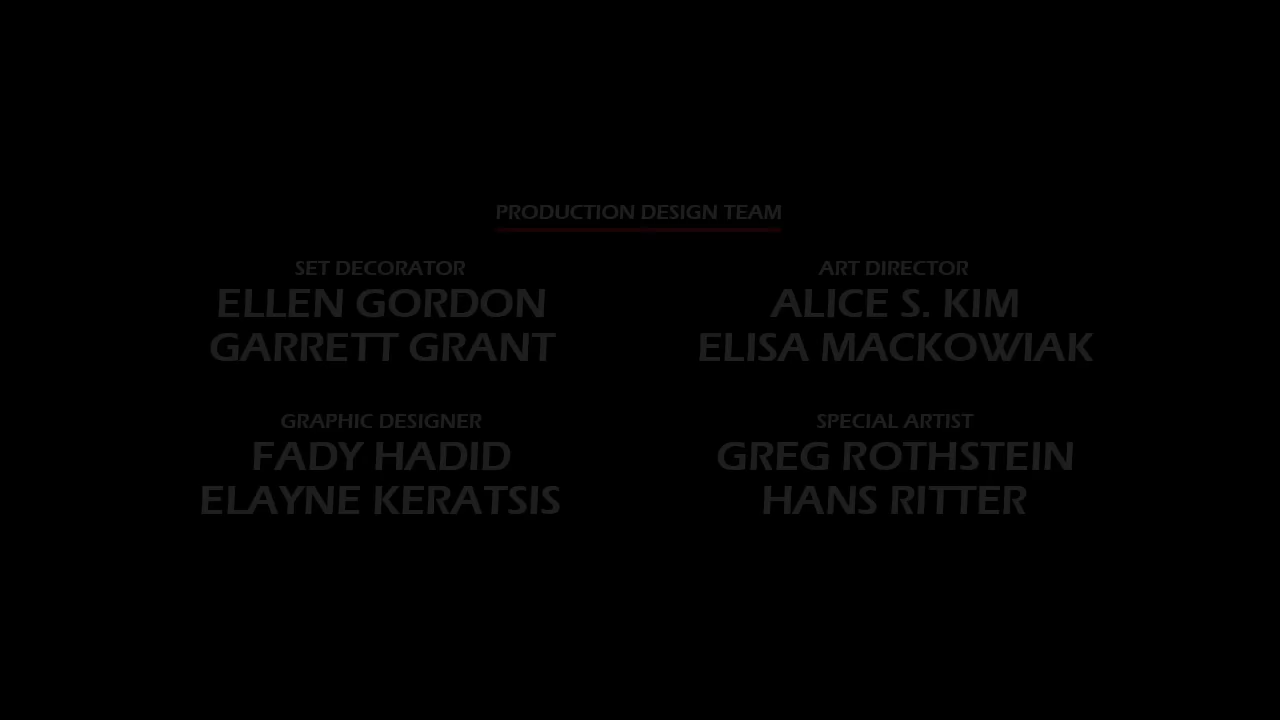 PRODUCTION DESIGN TEAM
SET DECORATOR
ELLEN GORDON
GARRETT GRANT
ART DIRECTOR
ALICE S. KIM
ELISA MACKOWIAK
GRAPHIC DESIGNER
FADY HADID
ELAYNE KERATSIS
SPECIAL ARTIST
GREG ROTHSTEIN
HANS RITTER